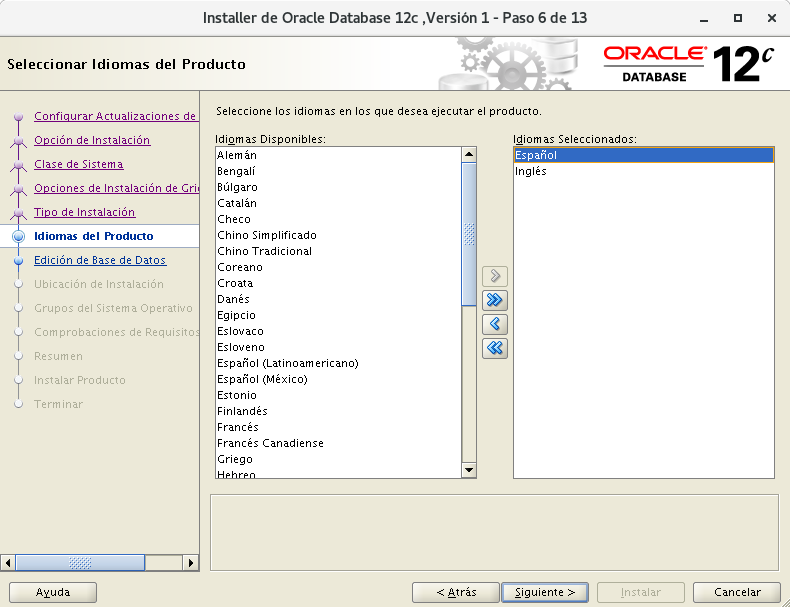 Installer de Oracle Database 12c ,Versión 1 - Paso 6 de 13
Seleccionar Idiomas del Producto
ORACLE®
DATABASE
12c
Configurar Actualizaciones de
Opción de Instalación
Clase de Sistema
Opciones de Instalación de Gri
Tipo de Instalación
Idiomas del Producto
Edición de Base de Datos
Ubicación de Instalación
Grupos del Sistema Operativo
Comprobaciones de Requisitos
Resumen
Instalar Producto
Terminar
Seleccione los idiomas en los que desea ejecutar el producto.
Idiomas Disponibles:
Alemán
Bengalí
Búlgaro
Catalán
Checo
Chino Simplificado
Chino Tradicional
Coreano
Croata
Danés
Egipcio
Eslovaco
Esloveno
Español (Latinoamericano)
Español (México)
Estonio
Finlandés
Francés
Francés Canadiense
Griego
Hebreo
Idiomas Seleccionados:
Español
Inglés
Ayuda
< Atrás
Siguiente >
Instalar
Cancelar